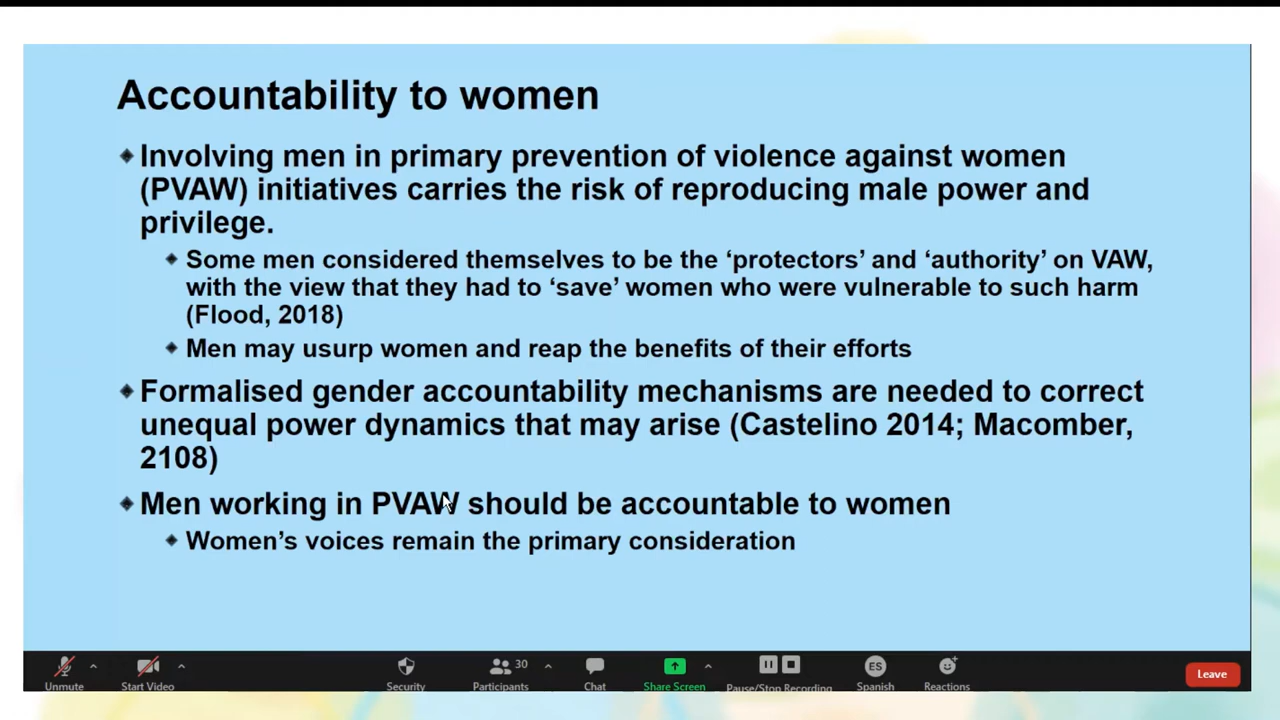 Accountability to women
Involving men in primary prevention of violence against women
(PVAW) initiatives carries the risk of reproducing male power and
privilege.
Some men considered themselves to be the ‘protectors’ and ‘authority’ on VAW,
with the view that they had to ‘save’ women who were vulnerable to such harm
(Flood, 2018)
Men may usurp women and reap the benefits of their efforts
Formalised gender accountability mechanisms are needed to correct
unequal power dynamics that may arise (Castelino 2014; Macomber,
2108)
Men working in PVAW should be accountable to women
Women’s voices remain the primary consideration
30
ES
Unmute
Start Video
Security
Participants
Chat
Share Screen
Pause/Stop Recording
Spanish
Reactions
Leave